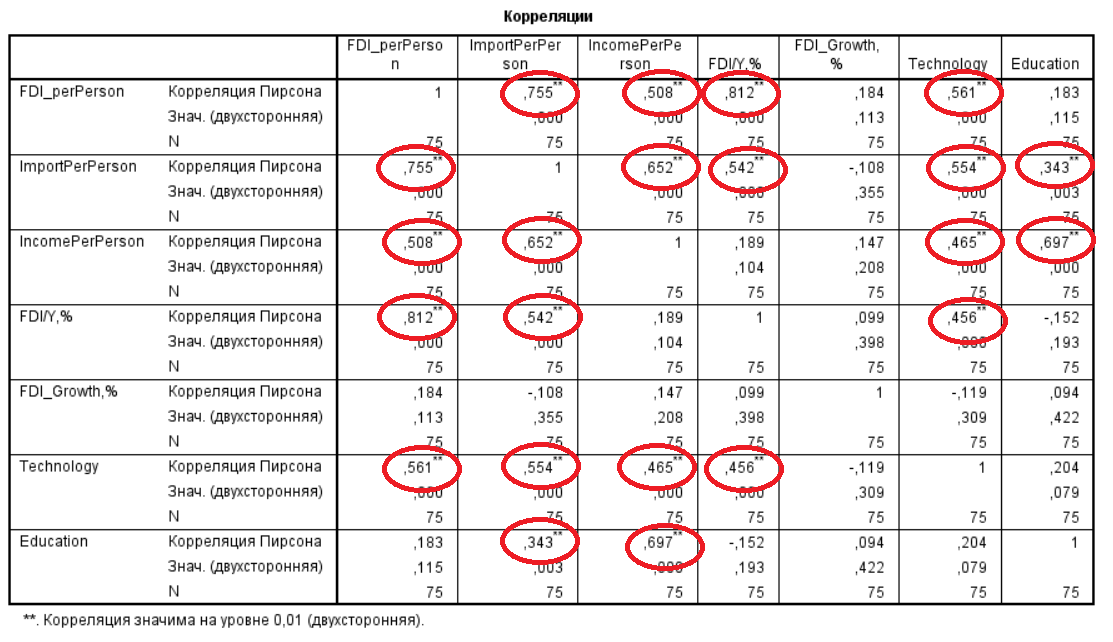 Корреляции
FDI_perPerso
n ImportPerPer
son IncomePerPe
rson FDI/Y,% FDI_Growth,
% Technology Education
FDI_perPerson Корреляция Пирсона 1 ,755** ,508** ,812** ,184 ,561** ,183
Знач. (двухсторонняя) ,000 ,000 ,000 ,113 ,000 ,115
N 75 75 75 75 75 75 75
ImportPerPerson Корреляция Пирсона ,755** 1 ,652** ,542** -,108 ,554** ,343**
Знач. (двухсторонняя) ,000 ,000 ,000 ,355 ,000 ,003
N 75 75 75 75 75 75 75
IncomePerPerson Корреляция Пирсона ,508** ,652** 1 ,189 ,147 ,465** ,697**
Знач. (двухсторонняя) ,000 ,000 ,104 ,208 ,000 ,000
N 75 75 75 75 75 75 75
FDI/Y,% Корреляция Пирсона ,812** ,542** ,189 1 ,099 ,456** -,152
Знач. (двухсторонняя) ,000 ,000 ,104 ,398 ,000 ,193
N 75 75 75 75 75 75 75
FDI_Growth,% Корреляция Пирсона ,184 -,108 ,147 ,099 1 -,119 ,094
Знач. (двухсторонняя) ,113 ,355 ,208 ,398 ,309 ,422
N 75 75 75 75 75 75 75
Technology Корреляция Пирсона ,561** ,554** ,465** ,456** -,119 1 ,204
Знач. (двухсторонняя) ,000 ,000 ,000 ,000 ,309 ,079
N 75 75 75 75 75 75 75
Education Корреляция Пирсона ,183 ,343** ,697** -,152 ,094 ,204 1
Знач. (двухсторонняя) ,115 ,003 ,000 ,193 ,422 ,079
N 75 75 75 75 75 75 75
**. Корреляция значима на уровне 0,01 (двухсторонняя).